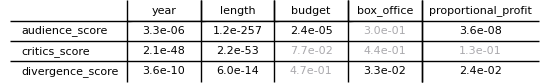 year length budget box_office proportional_profit
audience_score 3.3e-06 1.2e-257 2.4e-05 3.0e-01 3.6e-08
critics_score 2.1e-48 2.2e-53 7.7e-02 4.4e-01 1.3e-01
divergence_score 3.6e-10 6.0e-14 4.7e-01 3.3e-02 2.4e-02